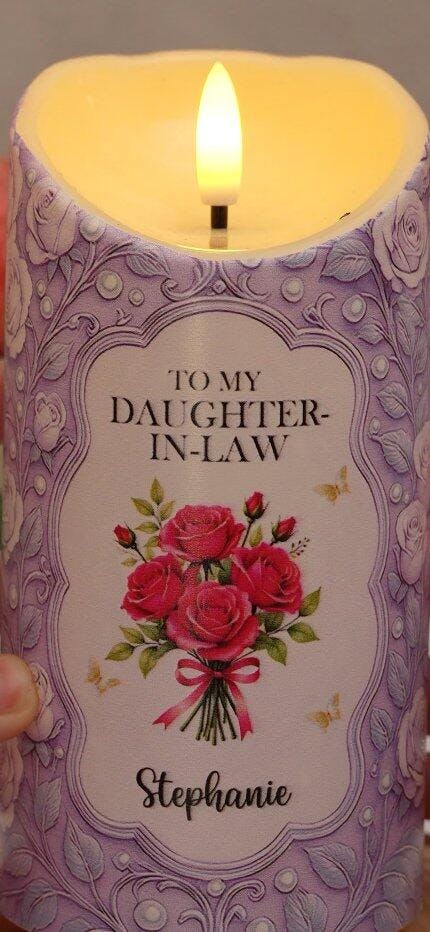 TO MY
DAUGHTER-
IN-LAW
Stephanie